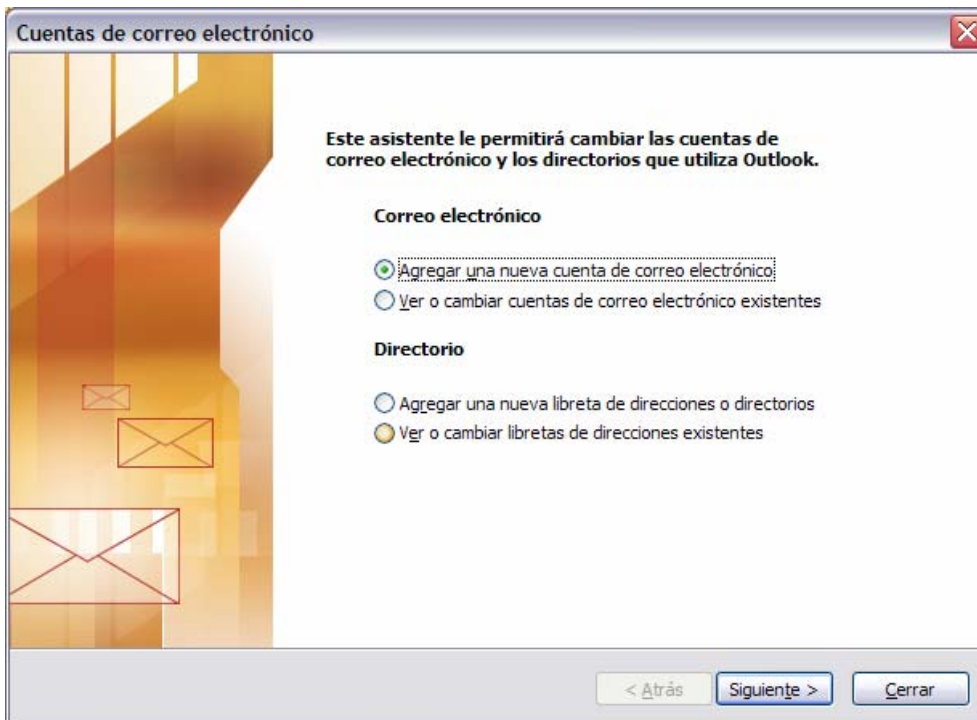 Cuentas de correo electrónico
Este asistente le permitirá cambiar las cuentas de
correo electrónico y los directorios que utiliza Outlook.
Correo electrónico
Agregar una nueva cuenta de correo electrónico
Ver o cambiar cuentas de correo electrónico existentes
Directorio
Agregar una nueva libreta de direcciones o directorios
Ver o cambiar libretas de direcciones existentes
< Atrás
Siguiente >
Cerrar